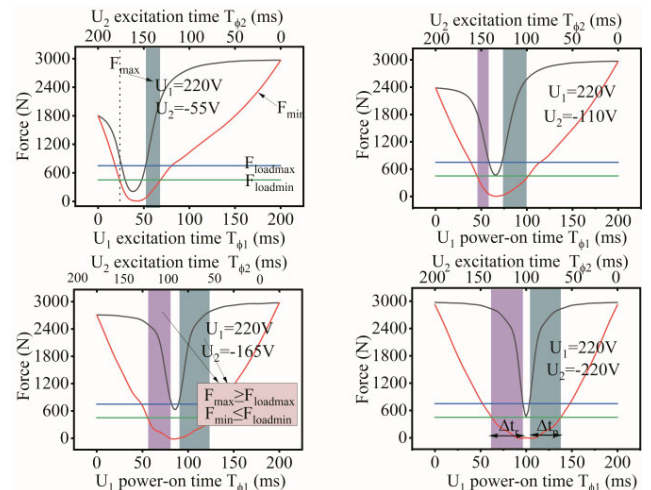 U₂ excitation time T_ϕ2 (ms)
200 150 100 50 0
3000
2400
1800
1200
600
0
Force (N)
F_max
U₁=220V
U₂=-55V
F_min
F_loadmax
F_loadmin
0 50 100 150 200
U₁ excitation time T_ϕ1 (ms)
U₂ excitation time T_ϕ2 (ms)
200 150 100 50 0
3000
2400
1800
1200
600
0
Force (N)
U₁=220V
U₂=-110V
0 50 100 150 200
U₁ power-on time T_ϕ1 (ms)
U₂ excitation time T_ϕ2 (ms)
200 150 100 50 0
3000
2400
1800
1200
600
0
Force (N)
U₁=220V
U₂=-165V
F_max≥F_loadmax
F_min≤F_loadmin
0 50 100 150 200
U₁ power-on time T_ϕ1 (ms)
U₂ excitation time T_ϕ2 (ms)
200 150 100 50 0
3000
2400
1800
1200
600
0
Force (N)
U₁=220V
U₂=-220V
0 50 100 150 200
U₁ power-on time T_ϕ1 (ms)